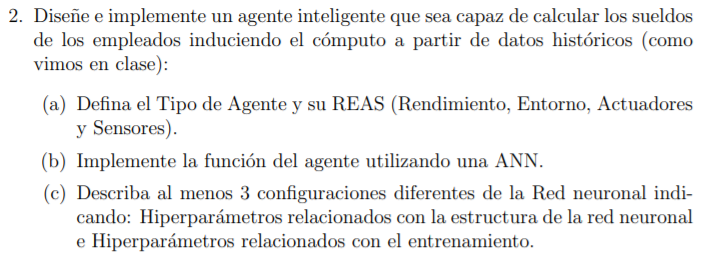 2. Diseñe e implemente un agente inteligente que sea capaz de calcular los sueldos
de los empleados induciendo el cómputo a partir de datos históricos (como
vimos en clase):
(a) Defina el Tipo de Agente y su REAS (Rendimiento, Entorno, Actuadores
y Sensores).
(b) Implemente la función del agente utilizando una ANN.
(c) Describa al menos 3 configuraciones diferentes de la Red neuronal indi-
cando: Hiperparámetros relacionados con la estructura de la red neuronal
e Hiperparámetros relacionados con el entrenamiento.